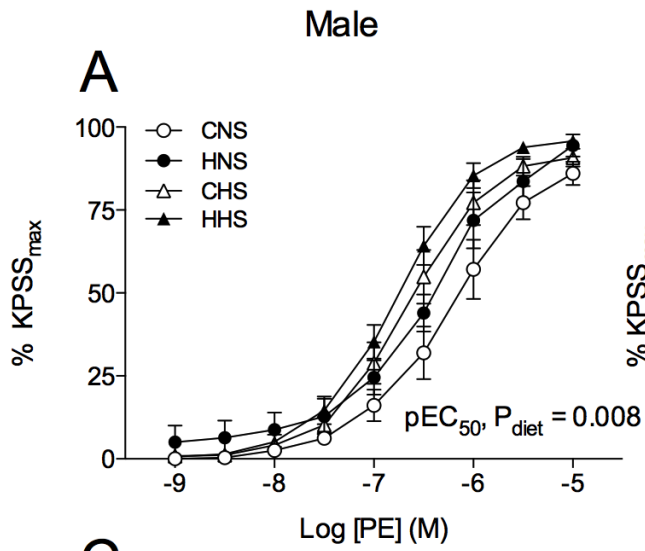 Male
A
CNS
HNS
CHS
HHS
100
75
50
25
0
% KPSSmax
% KPSS
pEC50, Pdiet = 0.008
-9
-8
-7
-6
-5
Log [PE] (M)